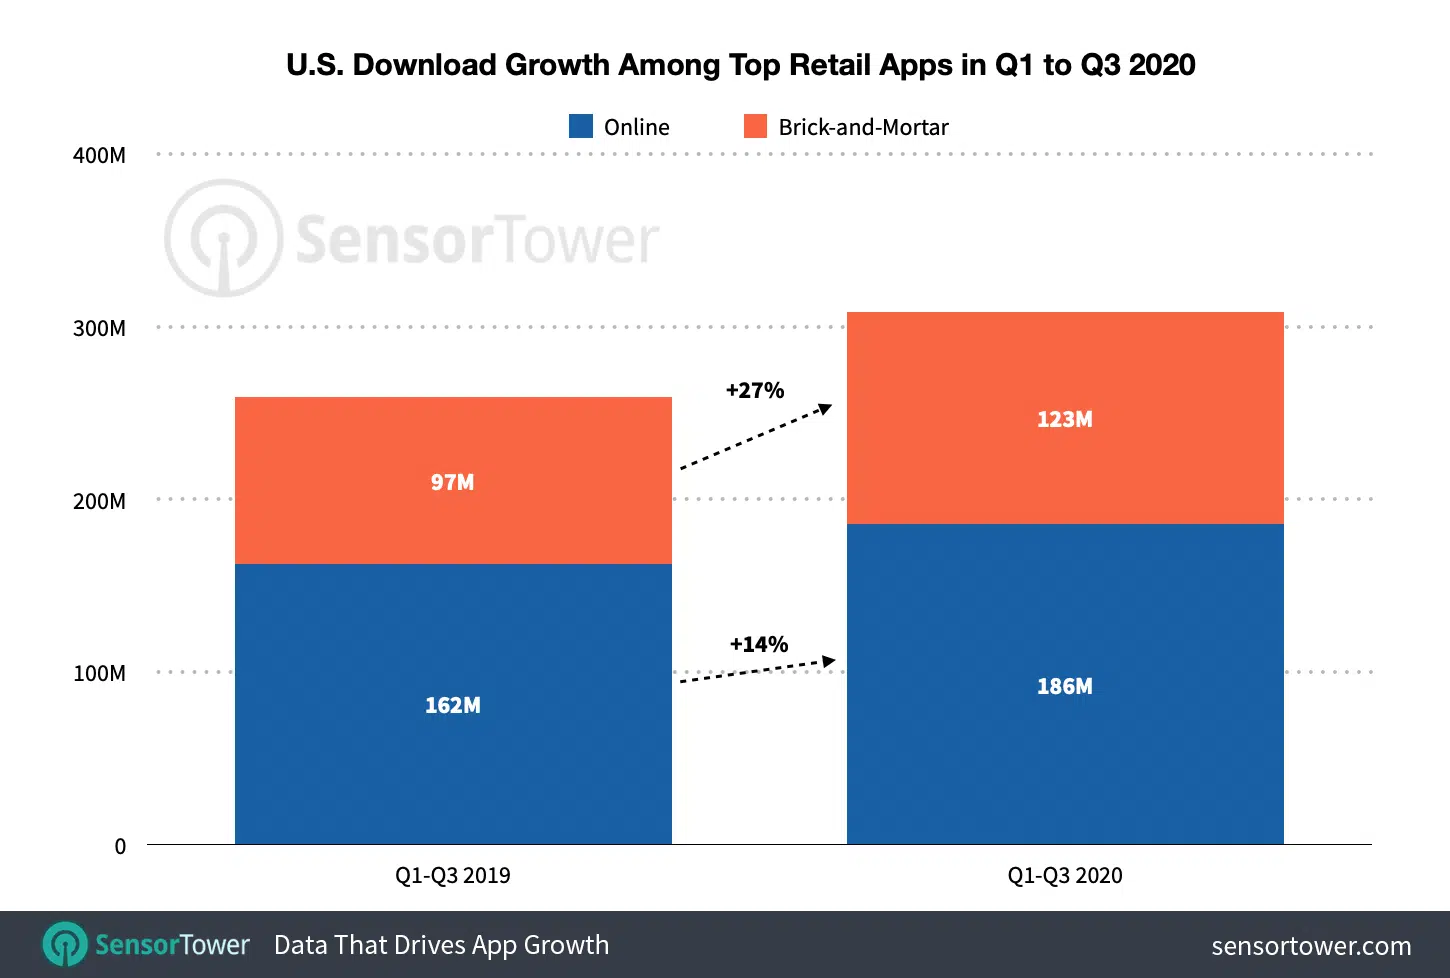 U.S. Download Growth Among Top Retail Apps in Q1 to Q3 2020
Online Brick-and-Mortar
400M
SensorTower
300M
+27%
123M
97M
200M
+14%
186M
100M
162M
0
Q1-Q3 2019 Q1-Q3 2020
SensorTower Data That Drives App Growth sensortower.com